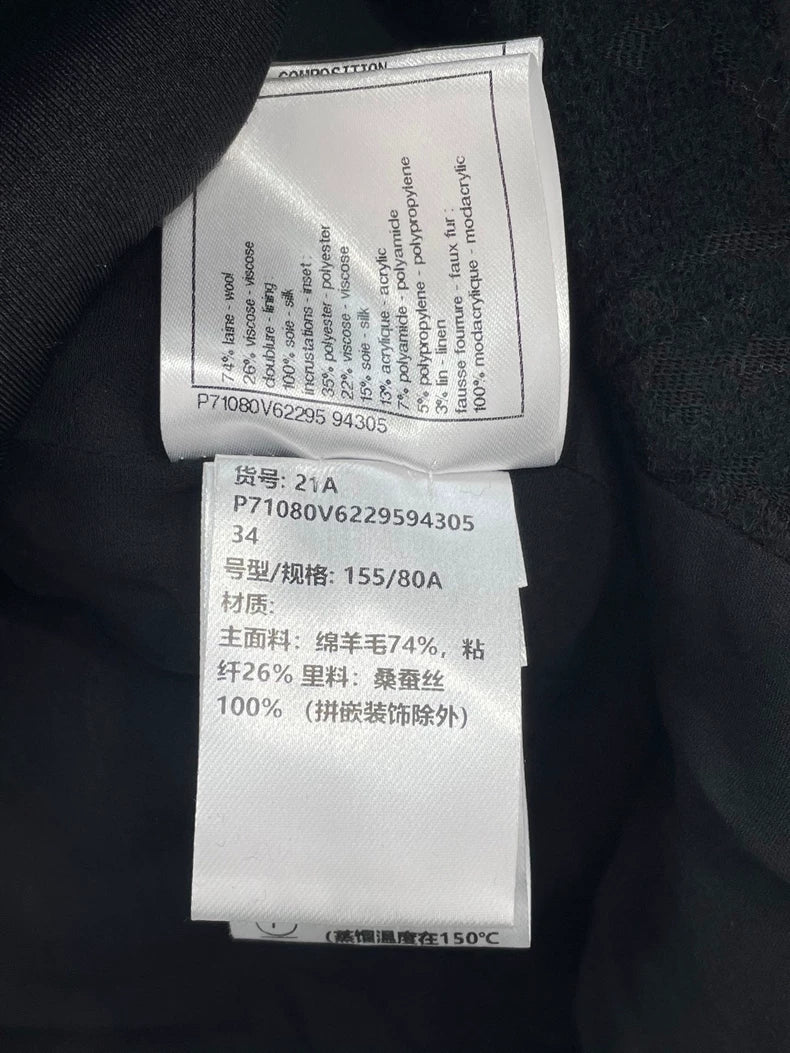 COMPOSITION
74% laine - wool
26% viscose - viscose
doublure - lining:
100% soie - silk
incrustations - inset:
35% polyester - polyester
22% viscose - viscose
15% soie - silk
13% acrylique - acrylic
7% polyamide - polyamide
5% polypropylene - polypropylene
3% lin - linen
fausse fourrure - faux fur :
100% modacrylique - modacrylic
P71080V62295 94305
货号: 21A
P71080V6229594305
34
号型/规格: 155/80A
材质:
主面料：绵羊毛74%，粘
纤26% 里料：桑蚕丝
100% （拼嵌装饰除外）
(蒸馏温度在150℃